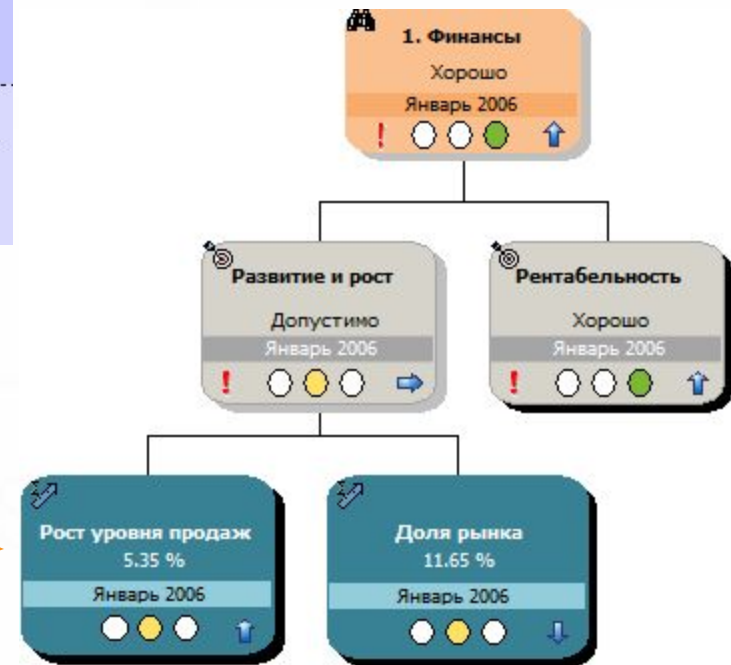 1. Финансы
Хорошо
Январь 2006
!
Развитие и рост
Допустимо
Январь 2006
!
Рентабельность
Хорошо
Январь 2006
!
Рост уровня продаж
5.35 %
Январь 2006
Доля рынка
11.65 %
Январь 2006